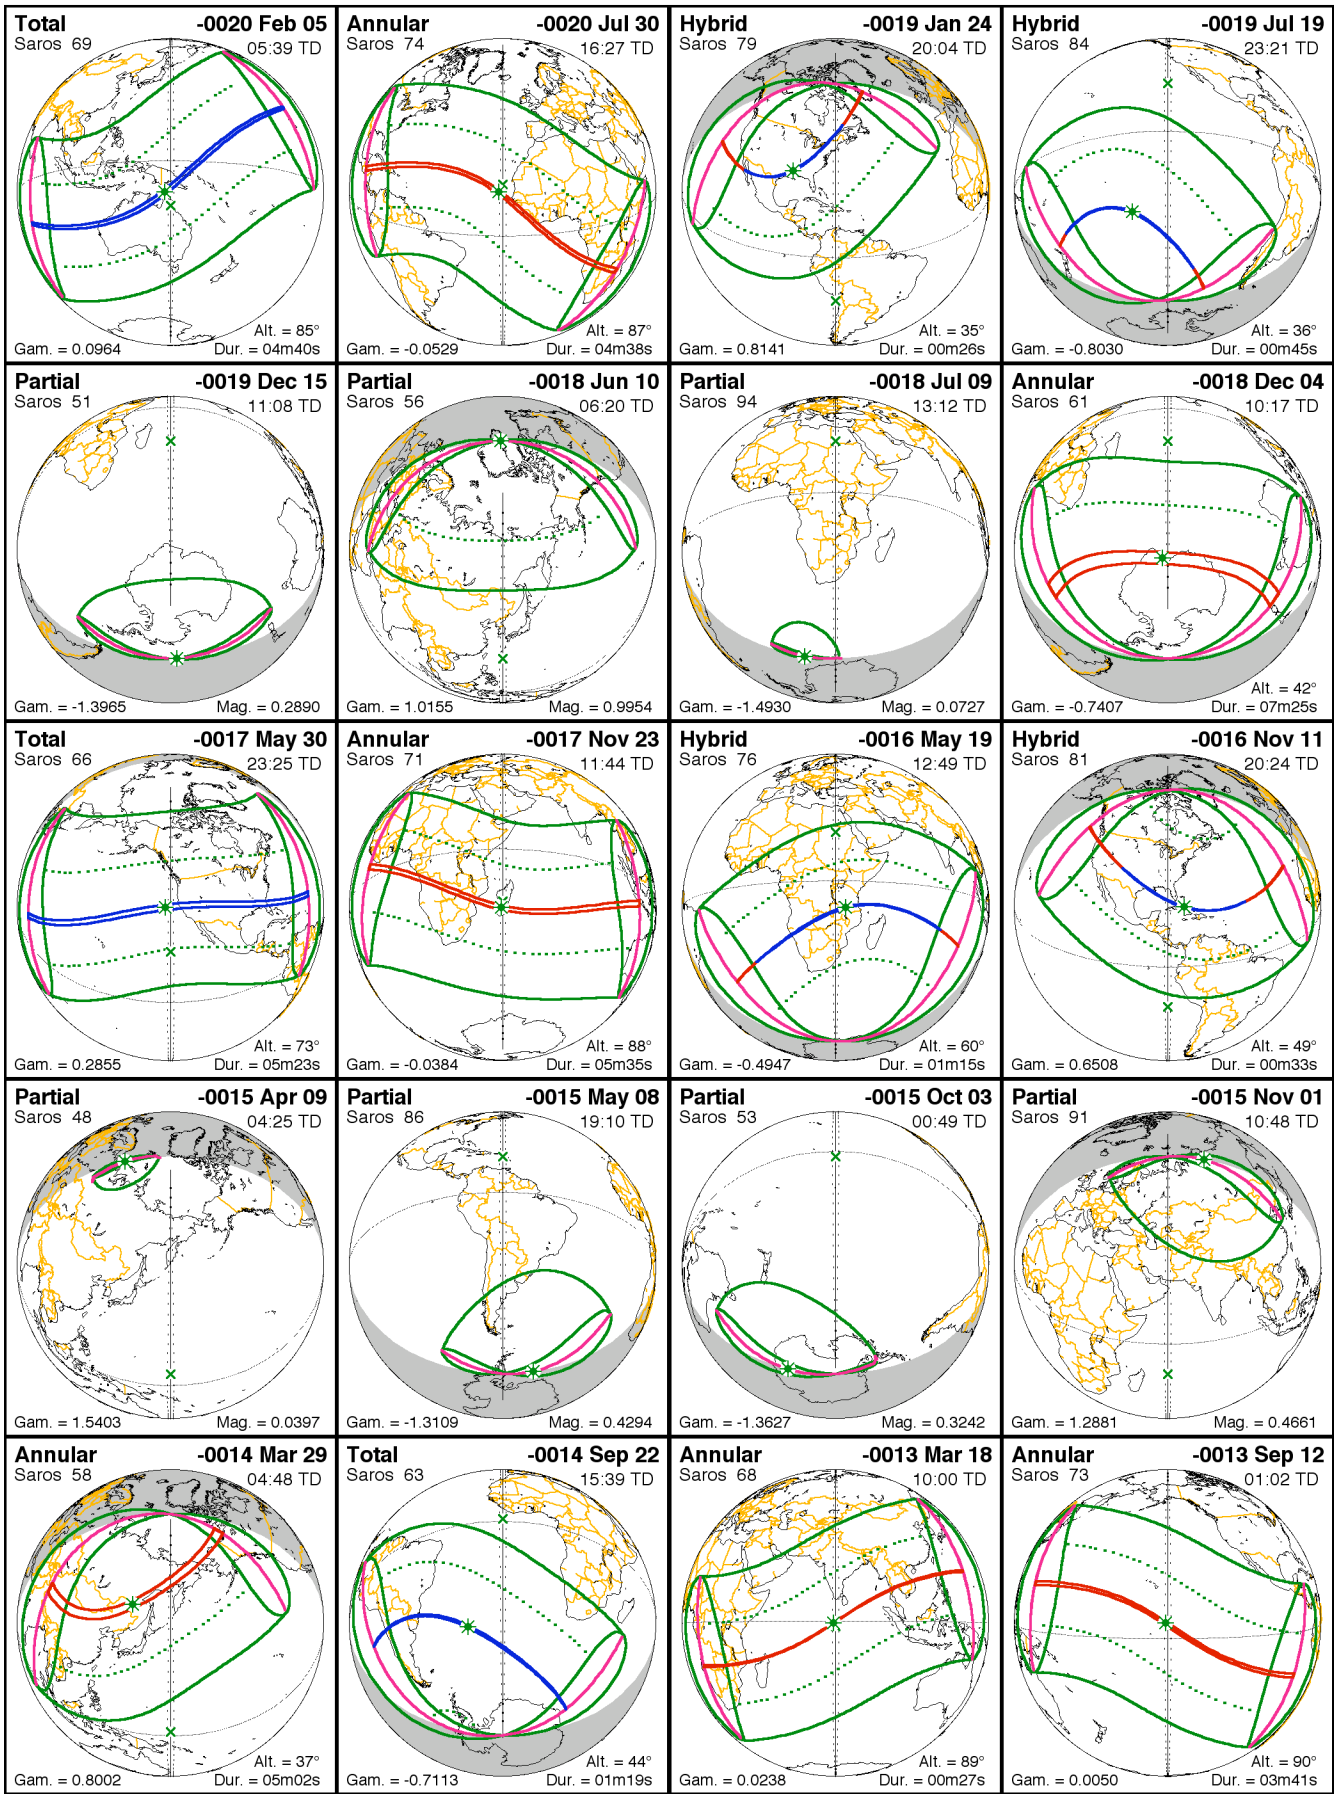 Total -0020 Feb 05
Saros 69 05:39 TD
Alt. = 85°
Gam. = 0.0964 Dur. = 04m40s
Annular -0020 Jul 30
Saros 74 16:27 TD
Alt. = 87°
Gam. = -0.0529 Dur. = 04m38s
Hybrid -0019 Jan 24
Saros 79 20:04 TD
Alt. = 35°
Gam. = 0.8141 Dur. = 00m26s
Hybrid -0019 Jul 19
Saros 84 23:21 TD
Alt. = 36°
Gam. = -0.8030 Dur. = 00m45s
Partial -0019 Dec 15
Saros 51 11:08 TD
Gam. = -1.3965 Mag. = 0.2890
Partial -0018 Jun 10
Saros 56 06:20 TD
Gam. = 1.0155 Mag. = 0.9954
Partial -0018 Jul 09
Saros 94 13:12 TD
Gam. = -1.4930 Mag. = 0.0727
Annular -0018 Dec 04
Saros 61 10:17 TD
Alt. = 42°
Gam. = -0.7407 Dur. = 07m25s
Total -0017 May 30
Saros 66 23:25 TD
Alt. = 73°
Gam. = 0.2855 Dur. = 05m23s
Annular -0017 Nov 23
Saros 71 11:44 TD
Alt. = 88°
Gam. = -0.0384 Dur. = 05m35s
Hybrid -0016 May 19
Saros 76 12:49 TD
Alt. = 60°
Gam. = -0.4947 Dur. = 01m15s
Hybrid -0016 Nov 11
Saros 81 20:24 TD
Alt. = 49°
Gam. = 0.6508 Dur. = 00m33s
Partial -0015 Apr 09
Saros 48 04:25 TD
Gam. = 1.5403 Mag. = 0.0397
Partial -0015 May 08
Saros 86 19:10 TD
Gam. = -1.3109 Mag. = 0.4294
Partial -0015 Oct 03
Saros 53 00:49 TD
Gam. = -1.3627 Mag. = 0.3242
Partial -0015 Nov 01
Saros 91 10:48 TD
Gam. = 1.2881 Mag. = 0.4661
Annular -0014 Mar 29
Saros 58 04:48 TD
Alt. = 37°
Gam. = 0.8002 Dur. = 05m02s
Total -0014 Sep 22
Saros 63 15:39 TD
Alt. = 44°
Gam. = -0.7113 Dur. = 01m19s
Annular -0013 Mar 18
Saros 68 10:00 TD
Alt. = 89°
Gam. = 0.0238 Dur. = 00m27s
Annular -0013 Sep 12
Saros 73 01:02 TD
Alt. = 90°
Gam. = 0.0050 Dur. = 03m41s